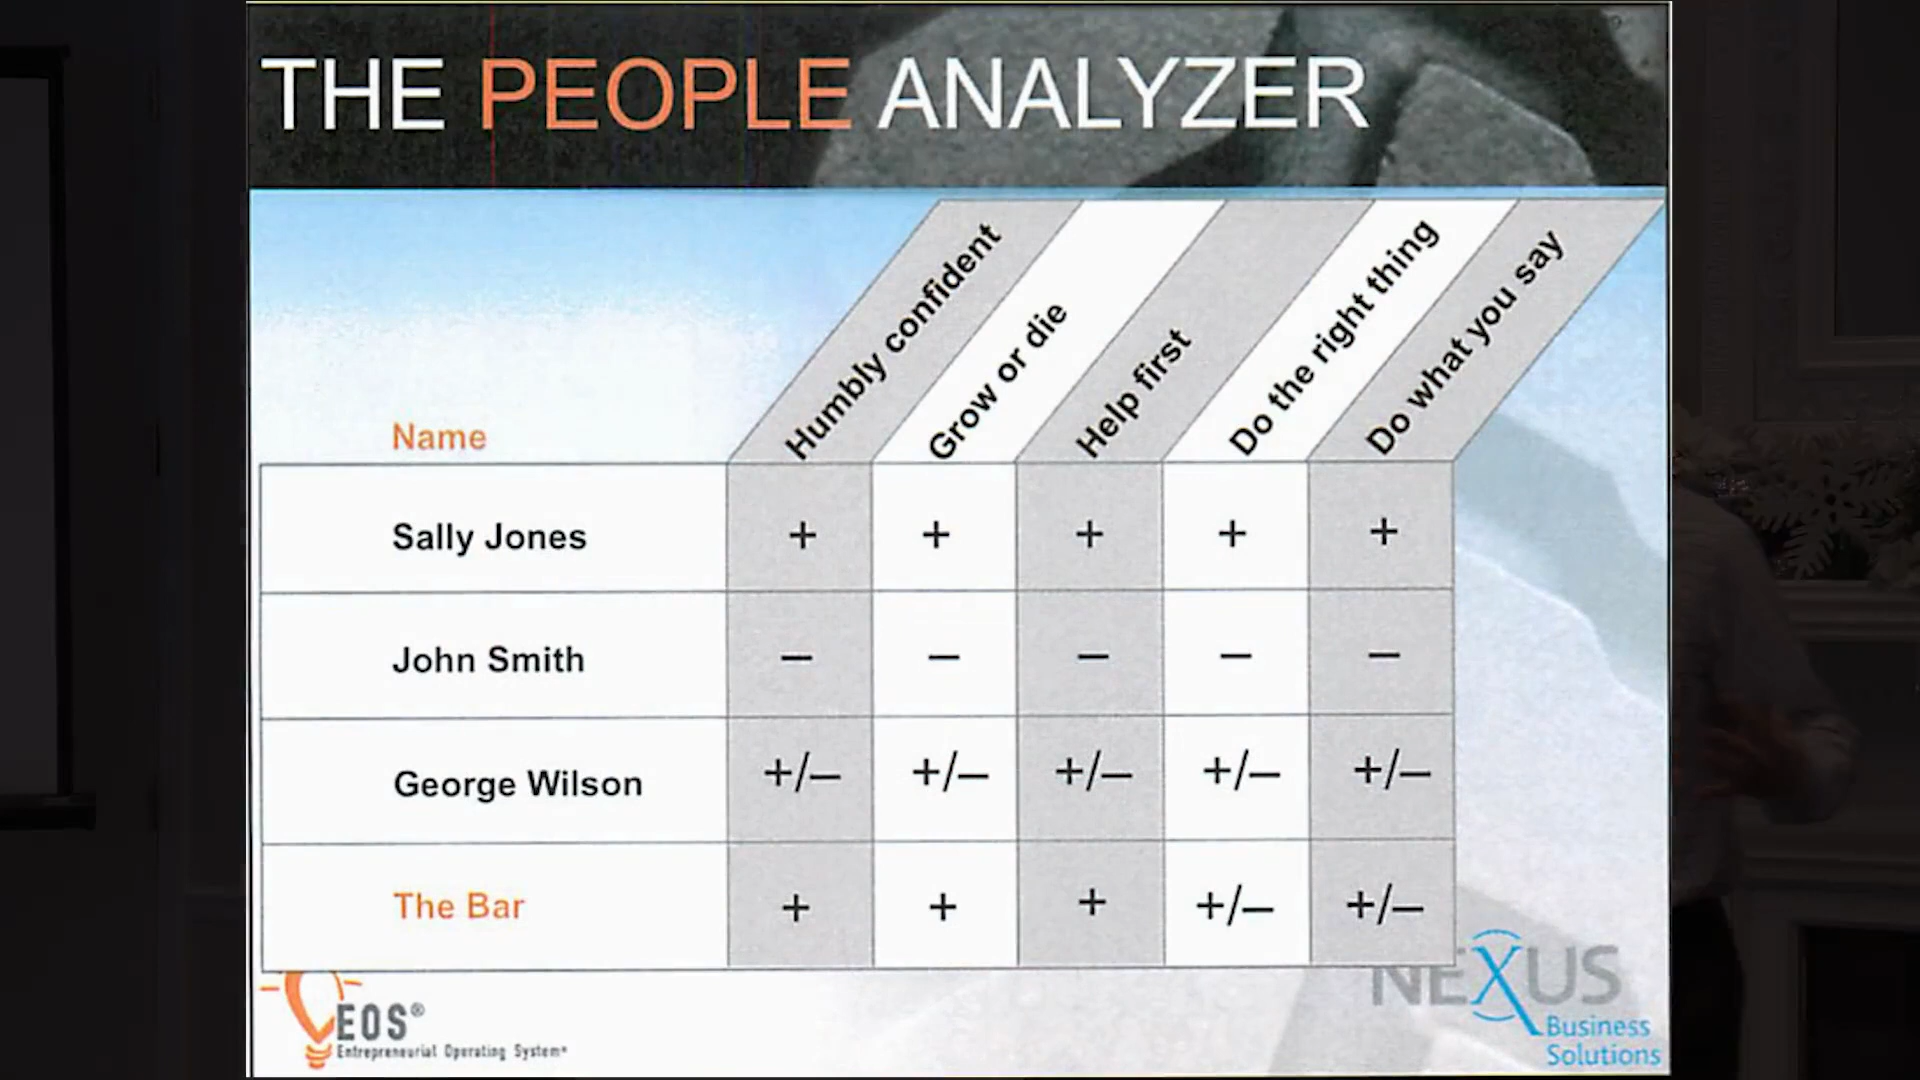 THE PEOPLE ANALYZER
Name
Humbly confident
Grow or die
Help first
Do the right thing
Do what you say
Sally Jones + + + + +
John Smith – – – – –
George Wilson +/– +/– +/– +/– +/–
The Bar + + + +/– +/–
EOS®
Entrepreneurial Operating System®
NEXUS
Business
Solutions